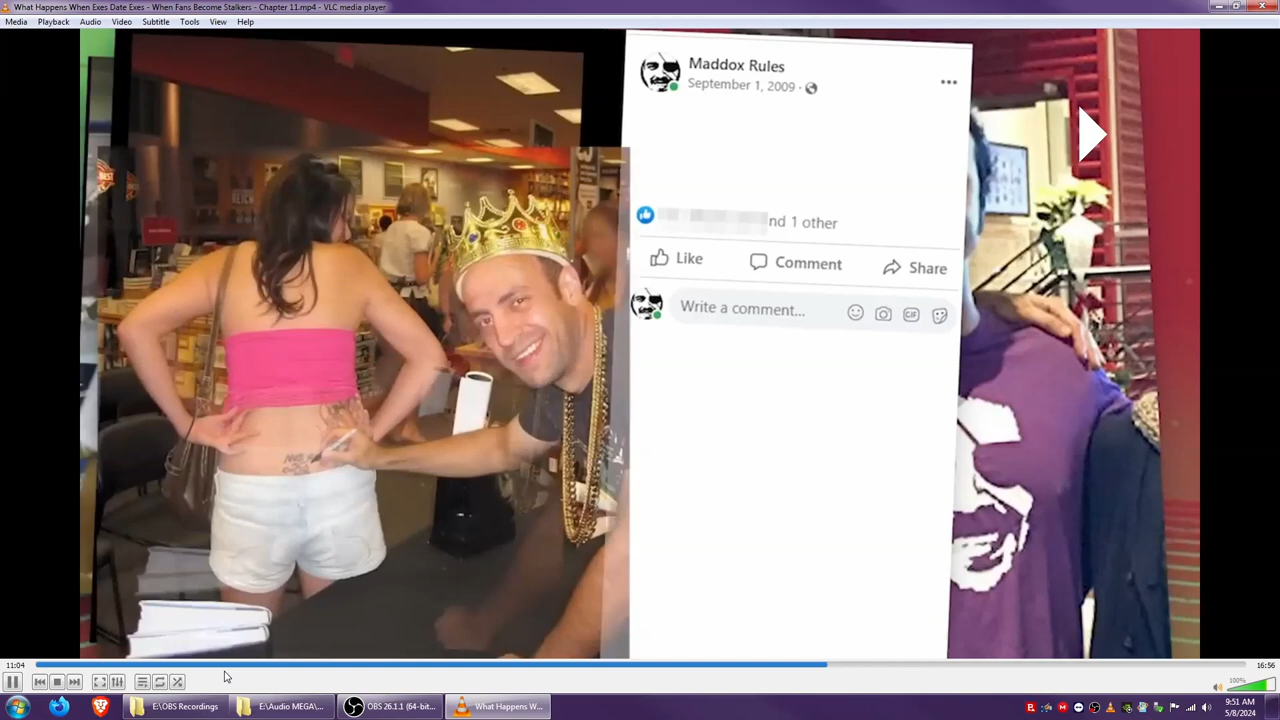 What Happens When Exes Date Exes - When Fans Become Stalkers - Chapter 11.mp4 - VLC media player
Media Playback Audio Video Subtitle Tools View Help
Maddox Rules
September 1, 2009 ·
nd 1 other
Like Comment Share
Write a comment...
GIF
11:04 16:56
100%
E:\OBS Recordings E:\Audio MEGA\... OBS 26.1.1 (64-bit... What Happens W...
9:51 AM
5/8/2024